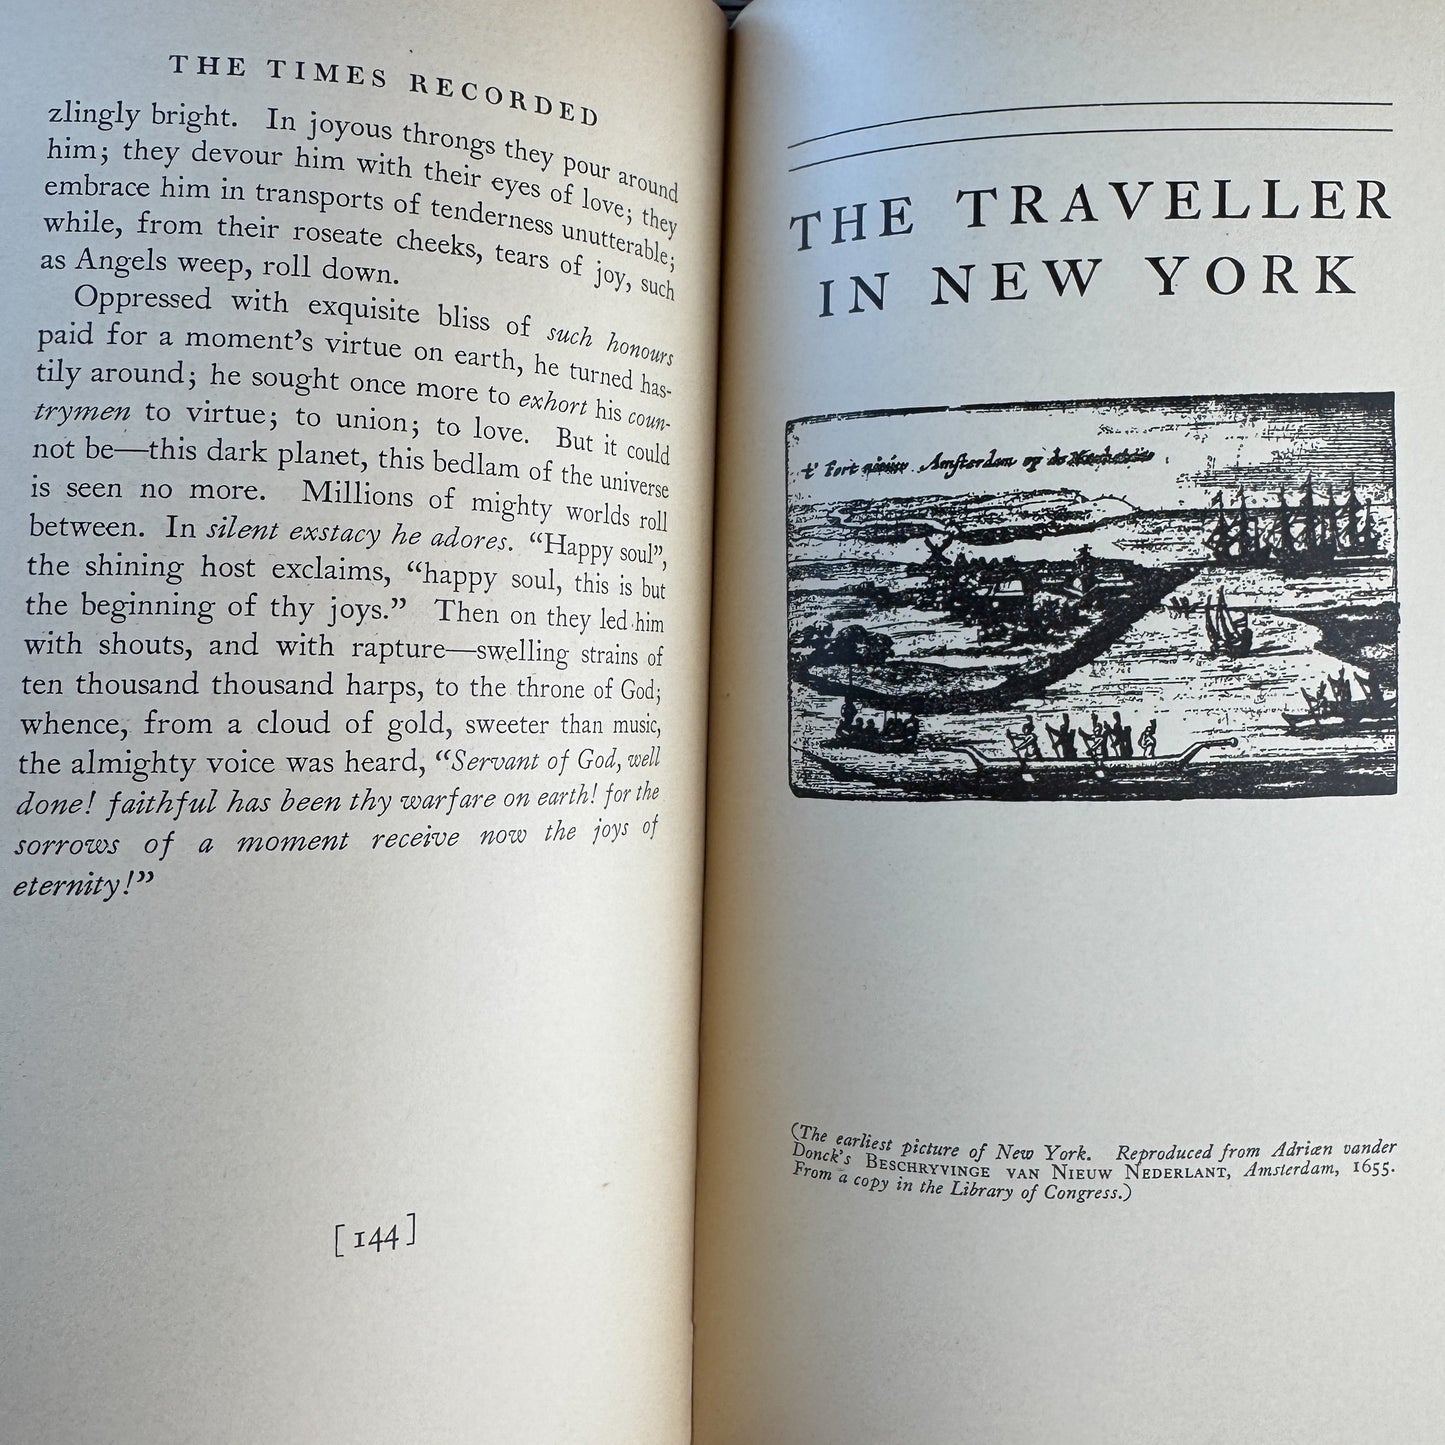 THE TIMES RECORDED
zlingly bright. In joyous throngs they pour around
him; they devour him with their eyes of love; they
embrace him in transports of tenderness unutterable;
while, from their roseate cheeks, tears of joy, such
as Angels weep, roll down.
Oppressed with exquisite bliss of such honours
paid for a moment's virtue on earth, he turned has-
tily around; he sought once more to exhort his coun-
trymen to virtue; to union; to love. But it could
not be—this dark planet, this bedlam of the universe
is seen no more. Millions of mighty worlds roll
between. In silent exstacy he adores. “Happy soul”,
the shining host exclaims, “happy soul, this is but
the beginning of thy joys.” Then on they led him
with shouts, and with rapture—swelling strains of
ten thousand thousand harps, to the throne of God;
whence, from a cloud of gold, sweeter than music,
the almighty voice was heard, “Servant of God, well
done! faithful has been thy warfare on earth! for the
sorrows of a moment receive now the joys of
eternity!”
[144]
THE TRAVELLER
IN NEW YORK
t' Fort nieuw Amsterdam op de
(The earliest picture of New York. Reproduced from Adriæn vander
Donck's BESCHRYVINGE VAN NIEUW NEDERLANT, Amsterdam, 1655.
From a copy in the Library of Congress.)